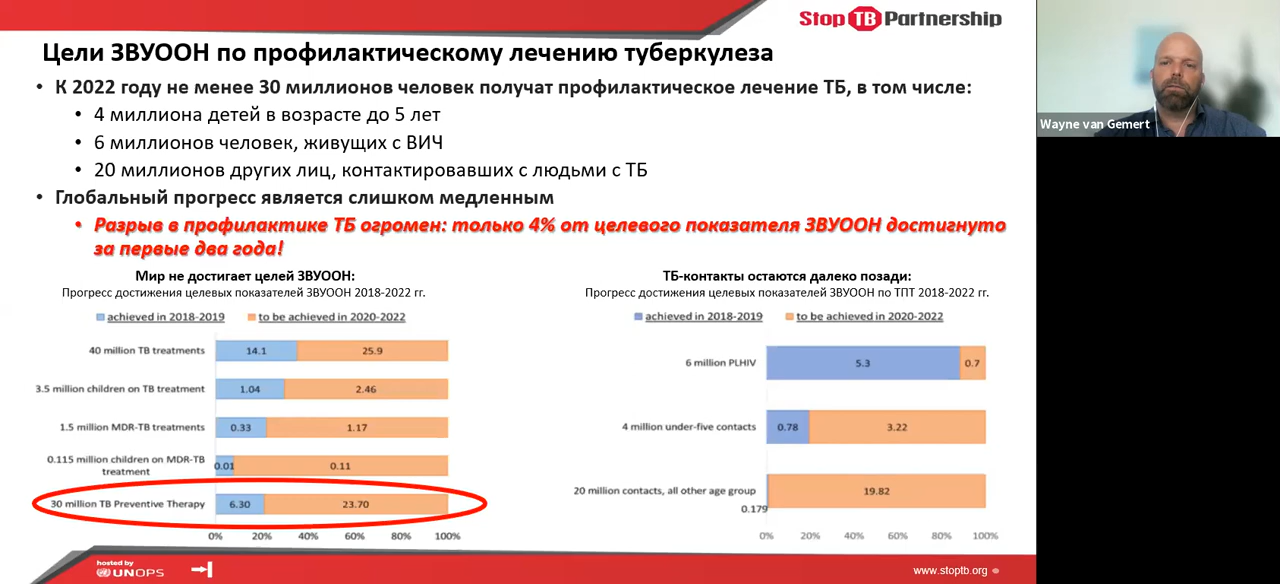 Stop TB Partnership
Цели ЗВУООН по профилактическому лечению туберкулеза
• К 2022 году не менее 30 миллионов человек получат профилактическое лечение ТБ, в том числе:
• 4 миллиона детей в возрасте до 5 лет
• 6 миллионов человек, живущих с ВИЧ
• 20 миллионов других лиц, контактировавших с людьми с ТБ
• Глобальный прогресс является слишком медленным
• Разрыв в профилактике ТБ огромен: только 4% от целевого показателя ЗВУООН достигнуто
за первые два года!
Мир не достигает целей ЗВУООН:
Прогресс достижения целевых показателей ЗВУООН 2018-2022 гг.
achieved in 2018-2019 to be achieved in 2020-2022
40 million TB treatments 14.1 25.9
3.5 million children on TB treatment 1.04 2.46
1.5 million MDR-TB treatments 0.33 1.17
0.115 million children on MDR-TB
treatment 0.01 0.11
30 million TB Preventive Therapy 6.30 23.70
0% 20% 40% 60% 80% 100%
ТБ-контакты остаются далеко позади:
Прогресс достижения целевых показателей ЗВУООН по ТПТ 2018-2022 гг.
achieved in 2018-2019 to be achieved in 2020-2022
6 million PLHIV 5.3 0.7
4 million under-five contacts 0.78 3.22
20 million contacts, all other age group 19.82
0.179
0% 20% 40% 60% 80% 100%
hosted by
UNOPS
www.stoptb.org
Wayne van Gemert